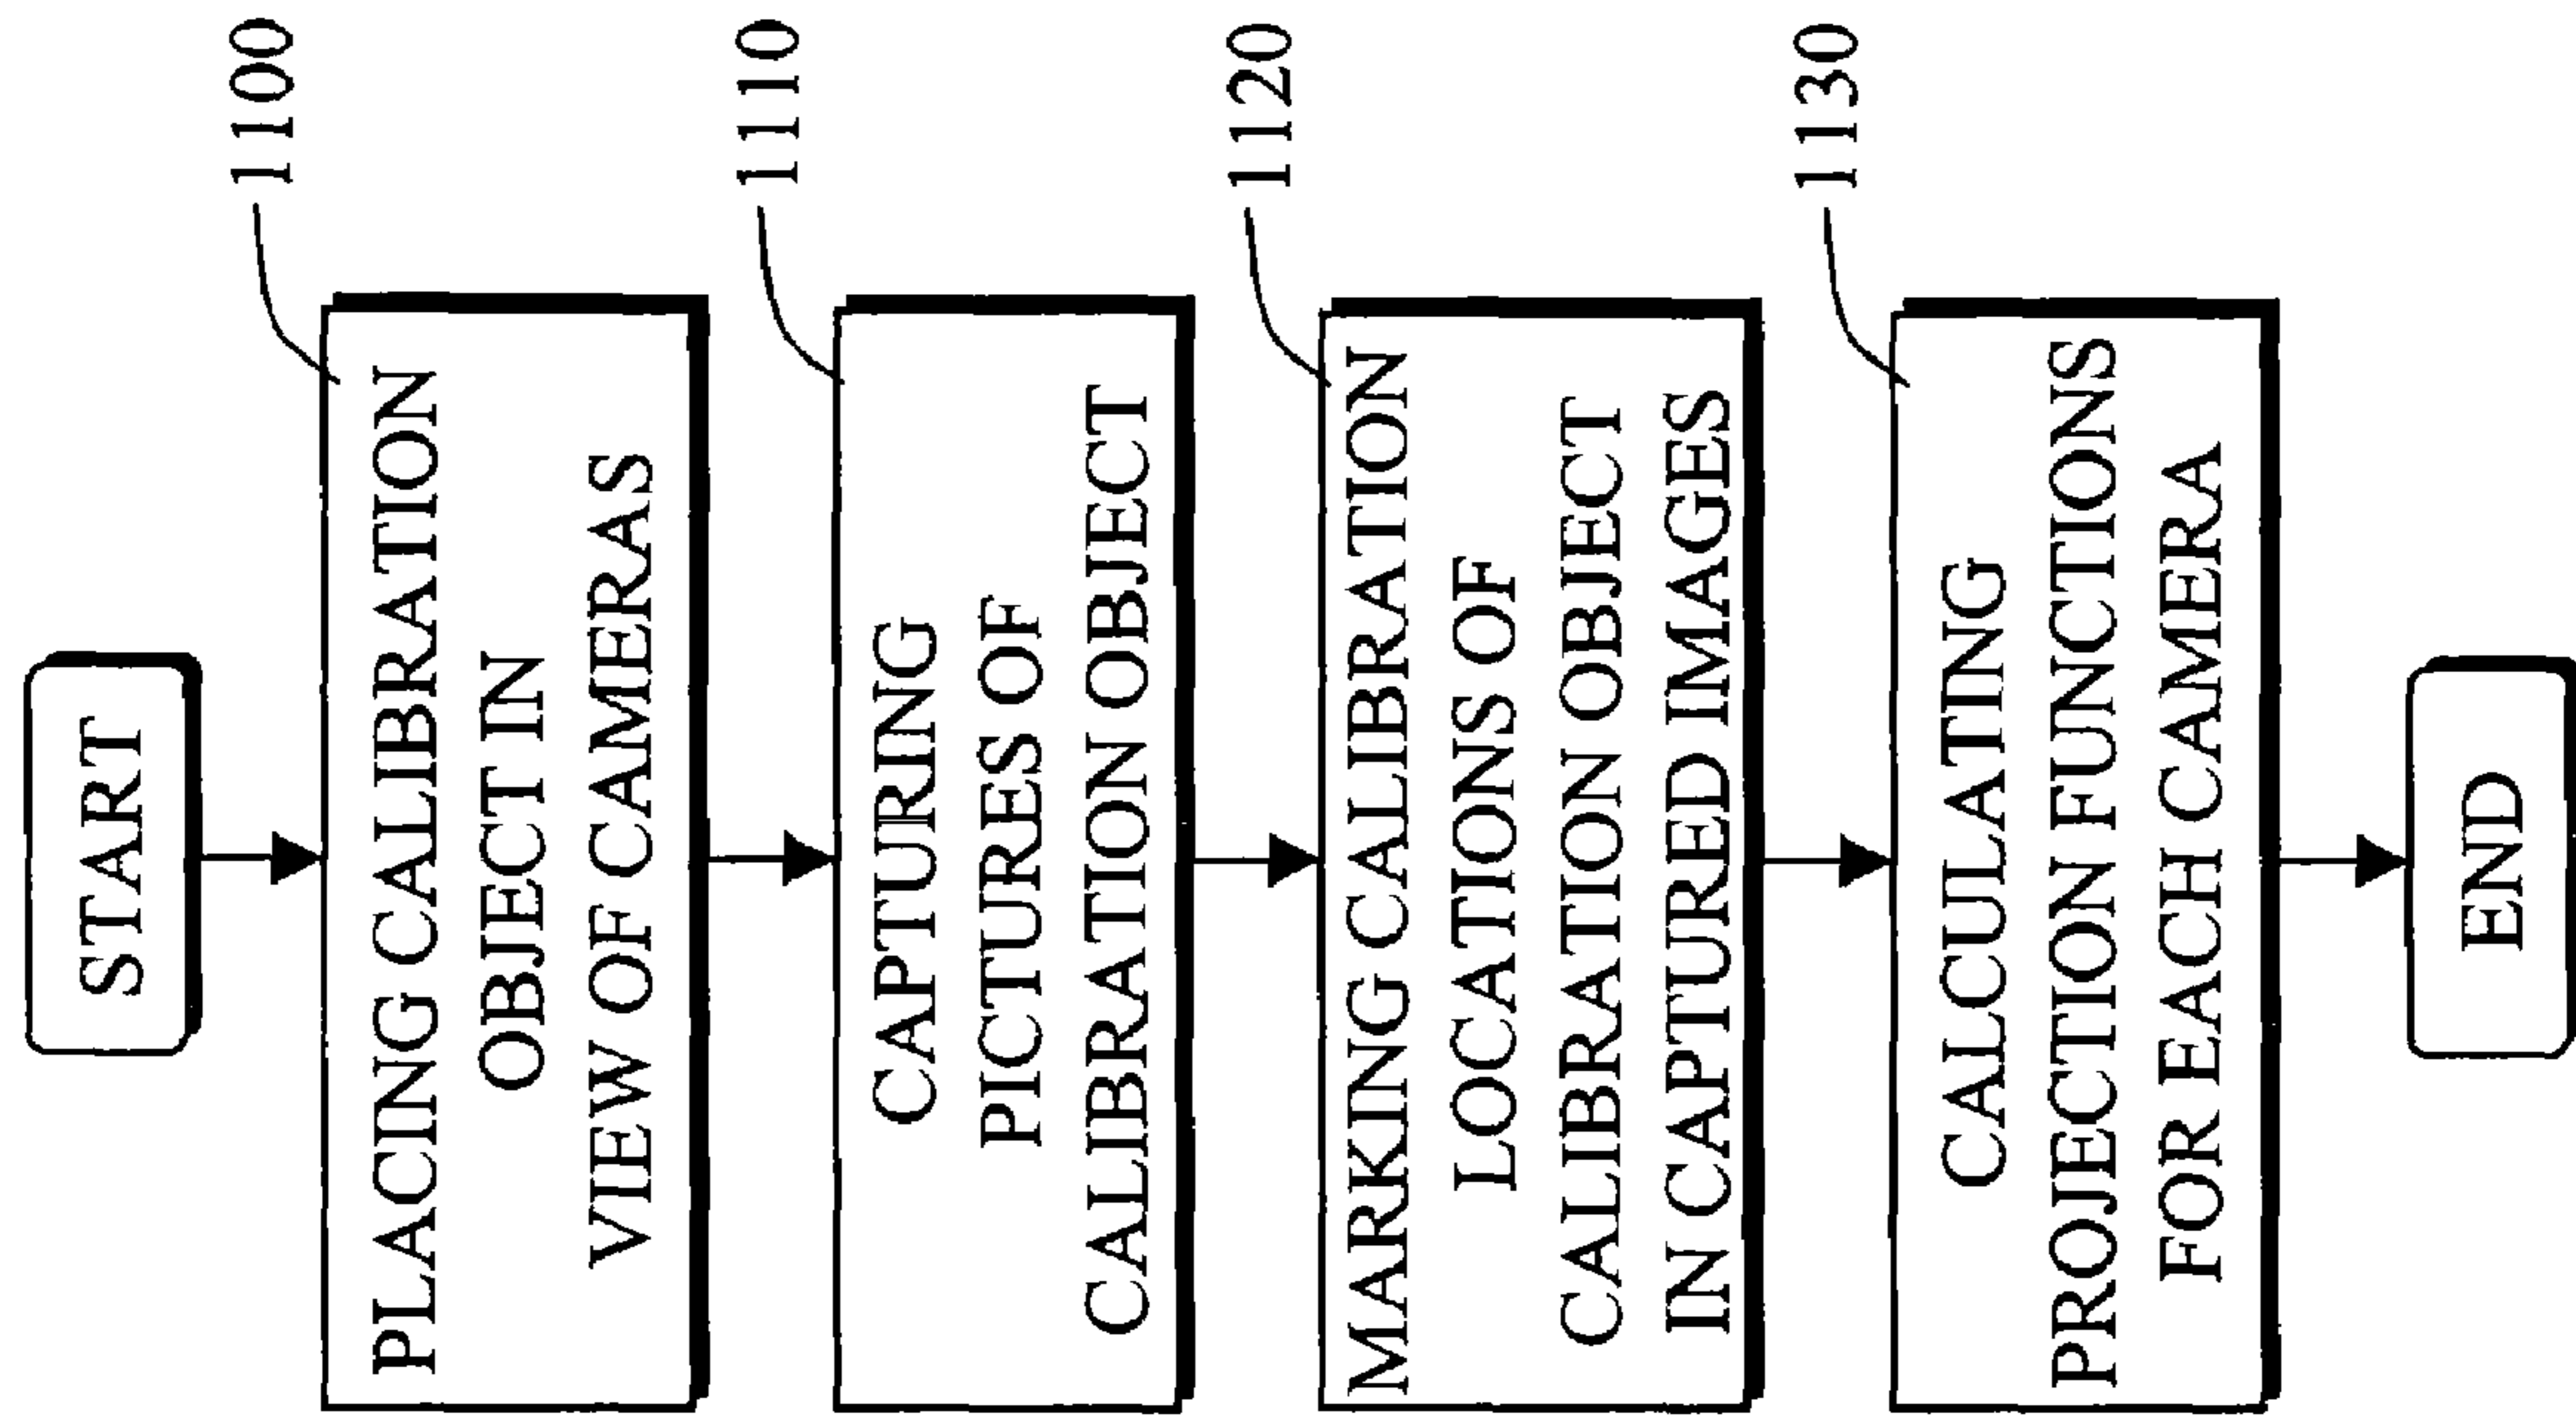 START
1100
PLACING CALIBRATION
OBJECT IN
VIEW OF CAMERAS
1110
CAPTURING
PICTURES OF
CALIBRATION OBJECT
1120
MARKING CALIBRATION
LOCATIONS OF
CALIBRATION OBJECT
IN CAPTURED IMAGES
1130
CALCULATING
PROJECTION FUNCTIONS
FOR EACH CAMERA
END